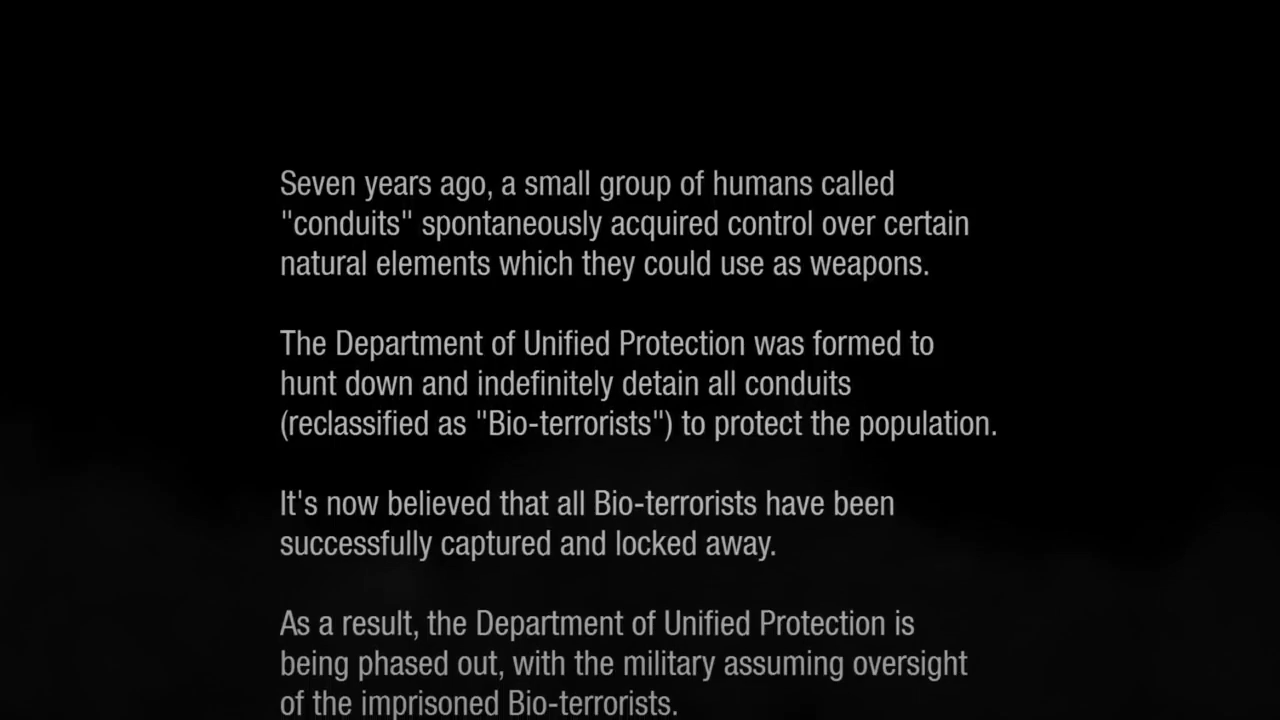 Seven years ago, a small group of humans called
"conduits" spontaneously acquired control over certain
natural elements which they could use as weapons.
The Department of Unified Protection was formed to
hunt down and indefinitely detain all conduits
(reclassified as "Bio-terrorists") to protect the population.
It's now believed that all Bio-terrorists have been
successfully captured and locked away.
As a result, the Department of Unified Protection is
being phased out, with the military assuming oversight
of the imprisoned Bio-terrorists.